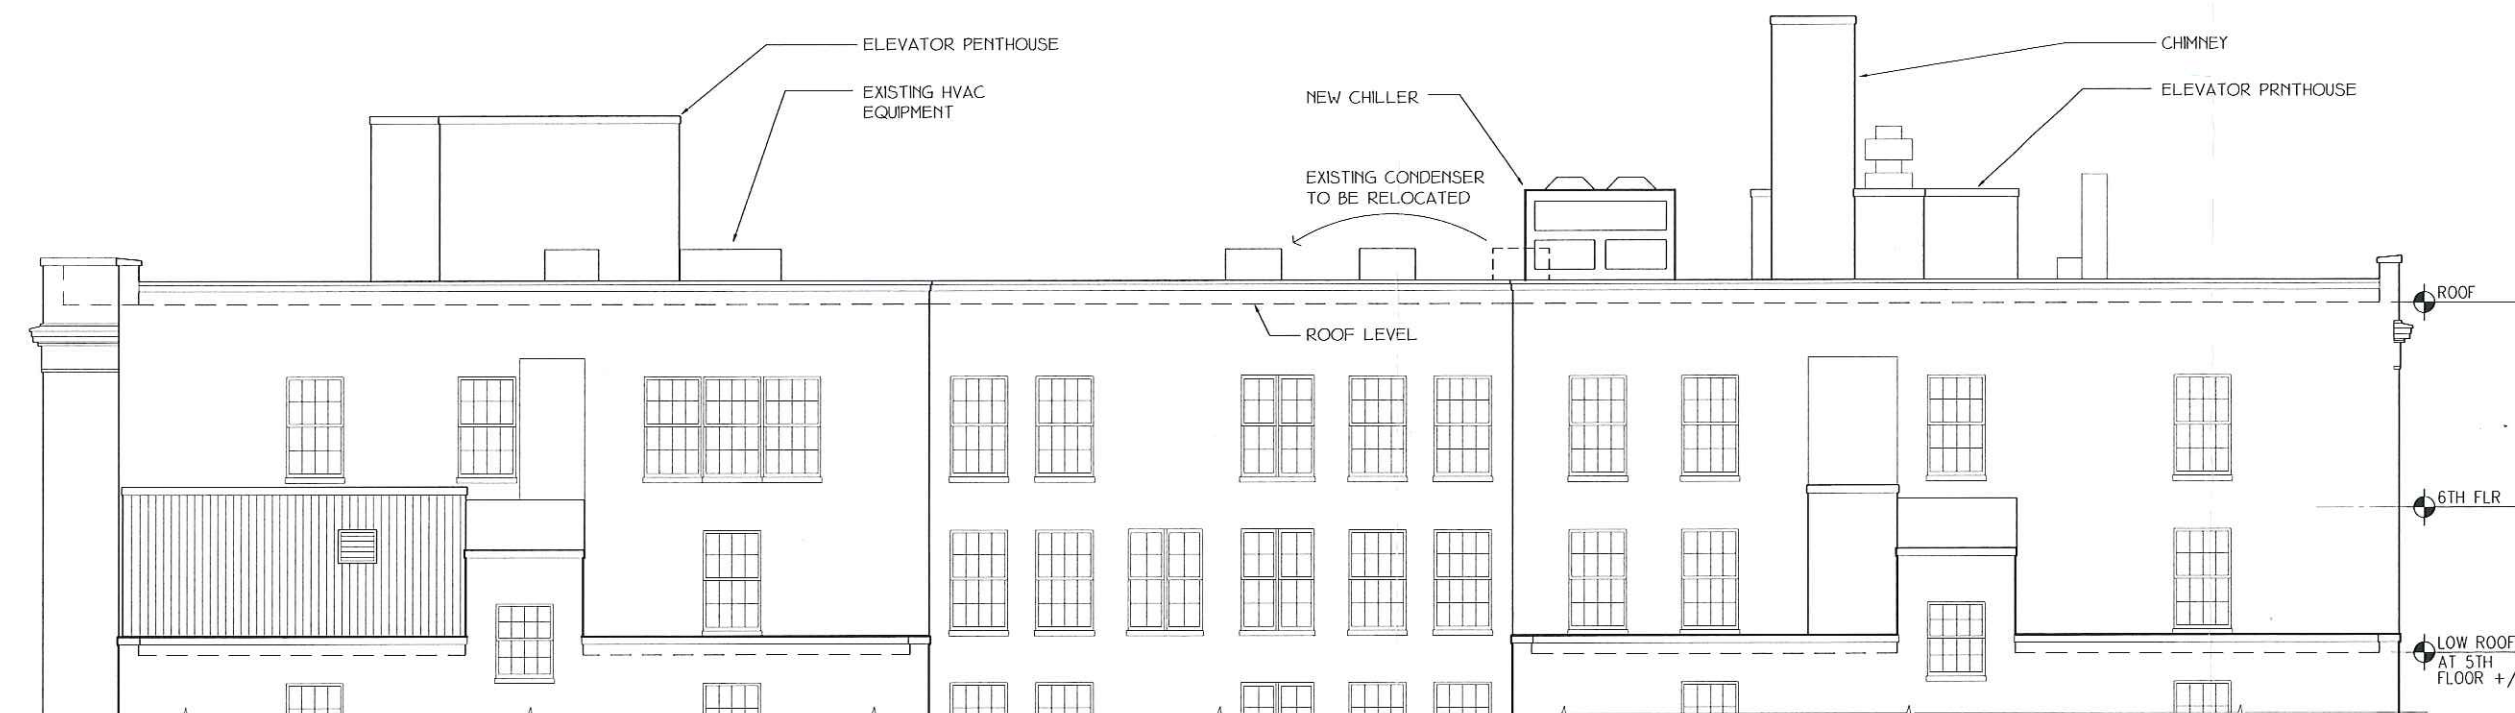 ELEVATOR PENTHOUSE
EXISTING HVAC
EQUIPMENT
NEW CHILLER
EXISTING CONDENSER
TO BE RELOCATED
CHIMNEY
ELEVATOR PRNTHOUSE
ROOF
ROOF LEVEL
6TH FLR
LOW ROOF
AT 5TH
FLOOR +/